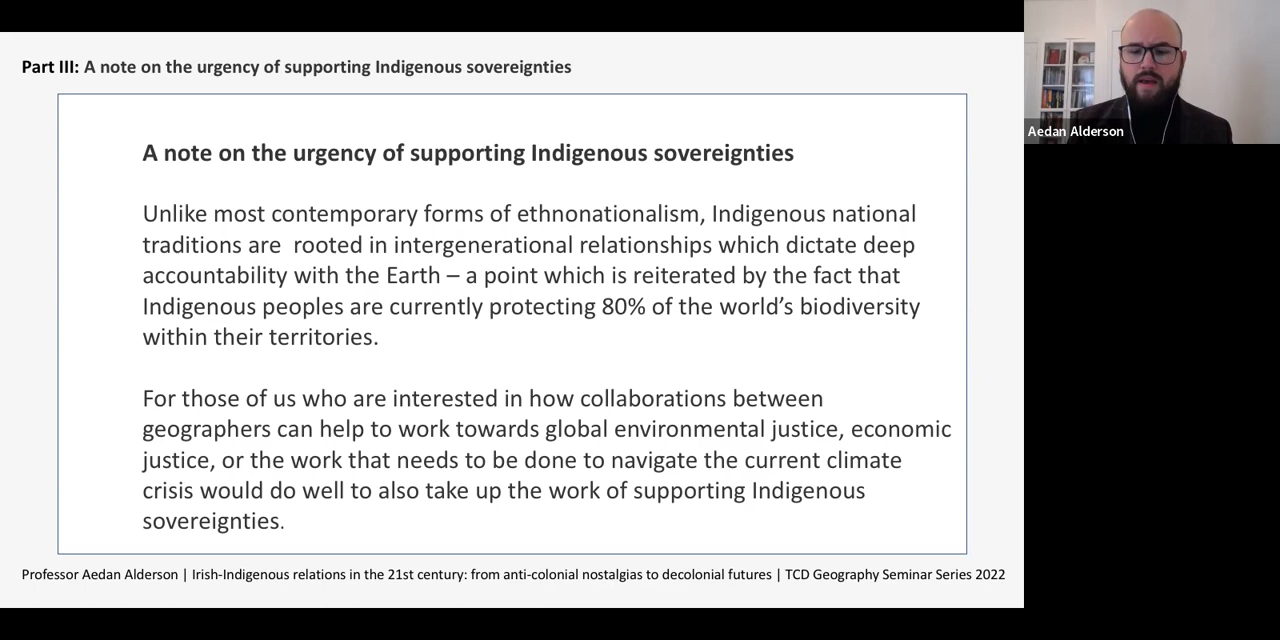 Part III: A note on the urgency of supporting Indigenous sovereignties
A note on the urgency of supporting Indigenous sovereignties
Unlike most contemporary forms of ethnonationalism, Indigenous national
traditions are  rooted in intergenerational relationships which dictate deep
accountability with the Earth – a point which is reiterated by the fact that
Indigenous peoples are currently protecting 80% of the world’s biodiversity
within their territories.
For those of us who are interested in how collaborations between
geographers can help to work towards global environmental justice, economic
justice, or the work that needs to be done to navigate the current climate
crisis would do well to also take up the work of supporting Indigenous
sovereignties.
Professor Aedan Alderson | Irish-Indigenous relations in the 21st century: from anti-colonial nostalgias to decolonial futures | TCD Geography Seminar Series 2022
Aedan Alderson